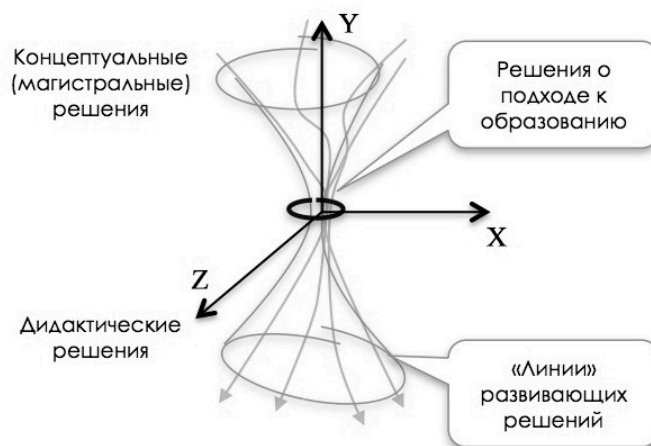 Концептуальные
(магистральные)
решения
Y
Решения о
подходе к
образованию
X
Z
Дидактические
решения
«Линии»
развивающих
решений